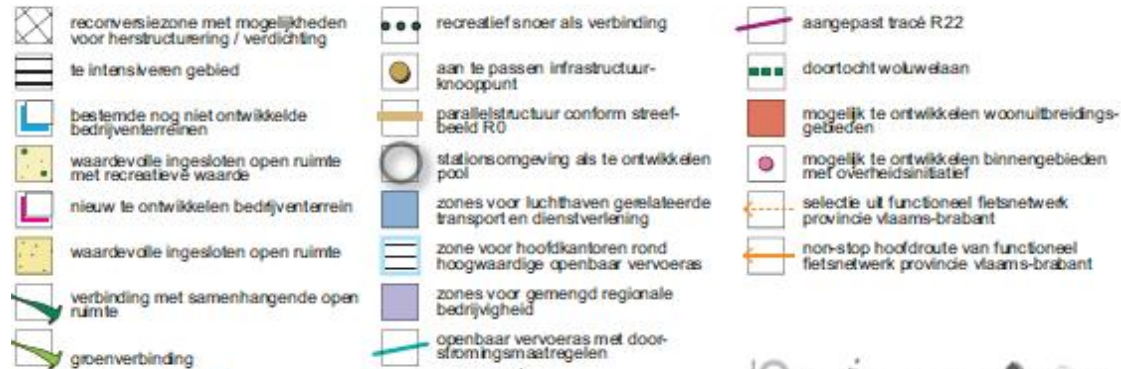 reconversiezone met mogelijkheden
voor herstructurering / verdichting
te intensiveren gebied
bestemde nog niet ontwikkelde
bedrijventerreinen
waardevolle ingesloten open ruimte
met recreatieve waarde
nieuw te ontwikkelen bedrijventerrein
waardevolle ingesloten open ruimte
verbinding met samenhangende open
ruimte
groenverbinding
recreatief snoer als verbinding
aan te passen infrastructuur-
knooppunt
parallelstructuur conform streef-
beeld R0
stationsomgeving als te ontwikkelen
pool
zones voor luchthaven gerelateerde
transport en dienstverlening
zone voor hoofdkantoren rond
hoogwaardige openbaar vervoeras
zones voor gemengd regionale
bedrijvigheid
openbaar vervoeras met door-
stromingsmaatregelen
aangepast tracé R22
doortocht woluwelaan
mogelijk te ontwikkelen woonuitbreidings-
gebieden
mogelijk te ontwikkelen binnengebieden
met overheidsinitiatief
selectie uit functioneel fietsnetwerk
provincie vlaams-brabant
non-stop hoofdroute van functioneel
fietsnetwerk provincie vlaams-brabant